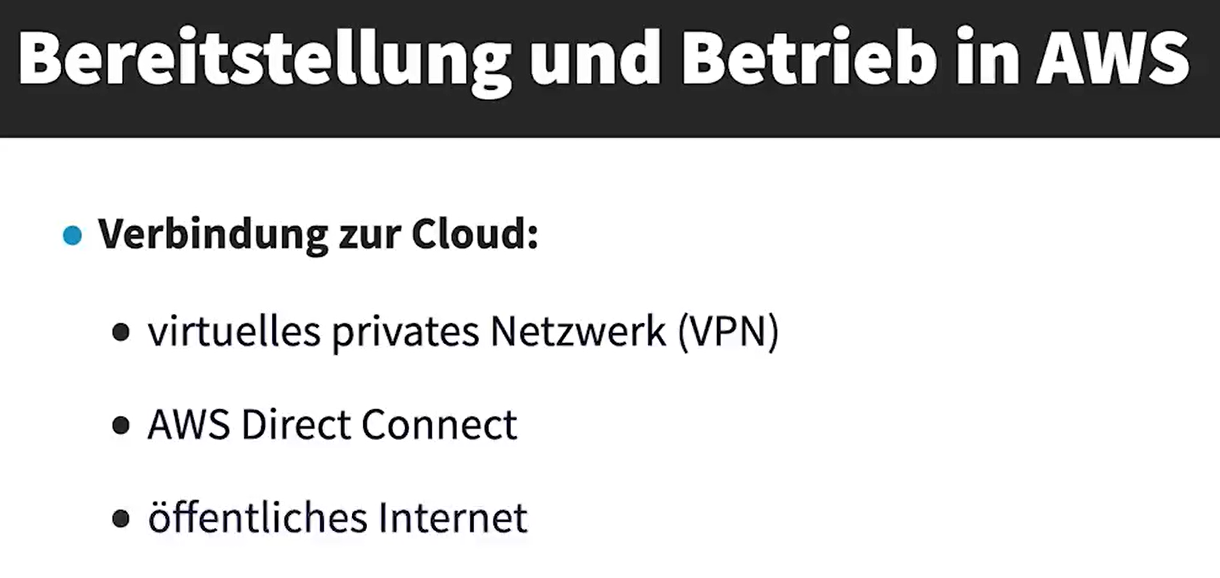 Bereitstellung und Betrieb in AWS
• Verbindung zur Cloud:
• virtuelles privates Netzwerk (VPN)
• AWS Direct Connect
• öffentliches Internet